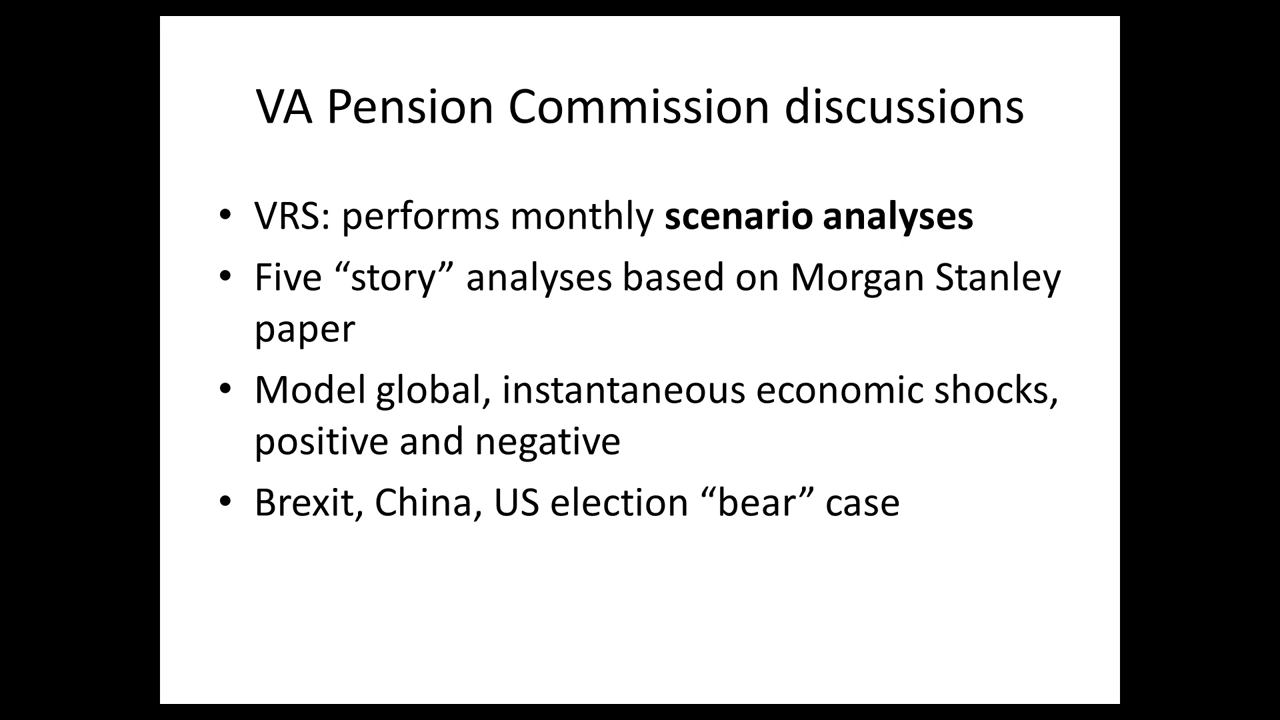 VA Pension Commission discussions
• VRS: performs monthly scenario analyses
• Five “story” analyses based on Morgan Stanley
paper
• Model global, instantaneous economic shocks,
positive and negative
• Brexit, China, US election “bear” case